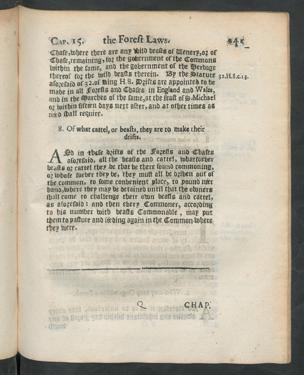 CAP. 15. the Forest Laws. 245
Chase, where there are any wild beasts of Venery, or of
Chase, remaining, for the government of the Commons
within the same, and the government of the Herbage
thereof for the wild beasts therein. By the Statute
aforesaid of 32. of King H.8. Drifts are appointed to be
made in all Forests and Chases in England and Wales,
and in the Marches of the same, at the feast of S. Michael
or within fifteen days next after, and at other times as
need shall require.
32.H.8.c.13.
8. Of what cattel, or beasts, they are to make their
drifts.
AND in these drifts of the Forests and Chases
aforesaid, all the beasts and cattel, whatsoever
beasts or cattel they be that be there found commoning,
or whose soever they be, they must all be driven out of
the common, to some convenient place, to pound over
hand, where they may be detained until that the owners
shall come to challenge their own beasts and cattel,
as aforesaid: and then every Commoner, according
to his number with beasts Commonable, may put
them to pasture and feeding again in the Common where
they were.
Q CHAP.